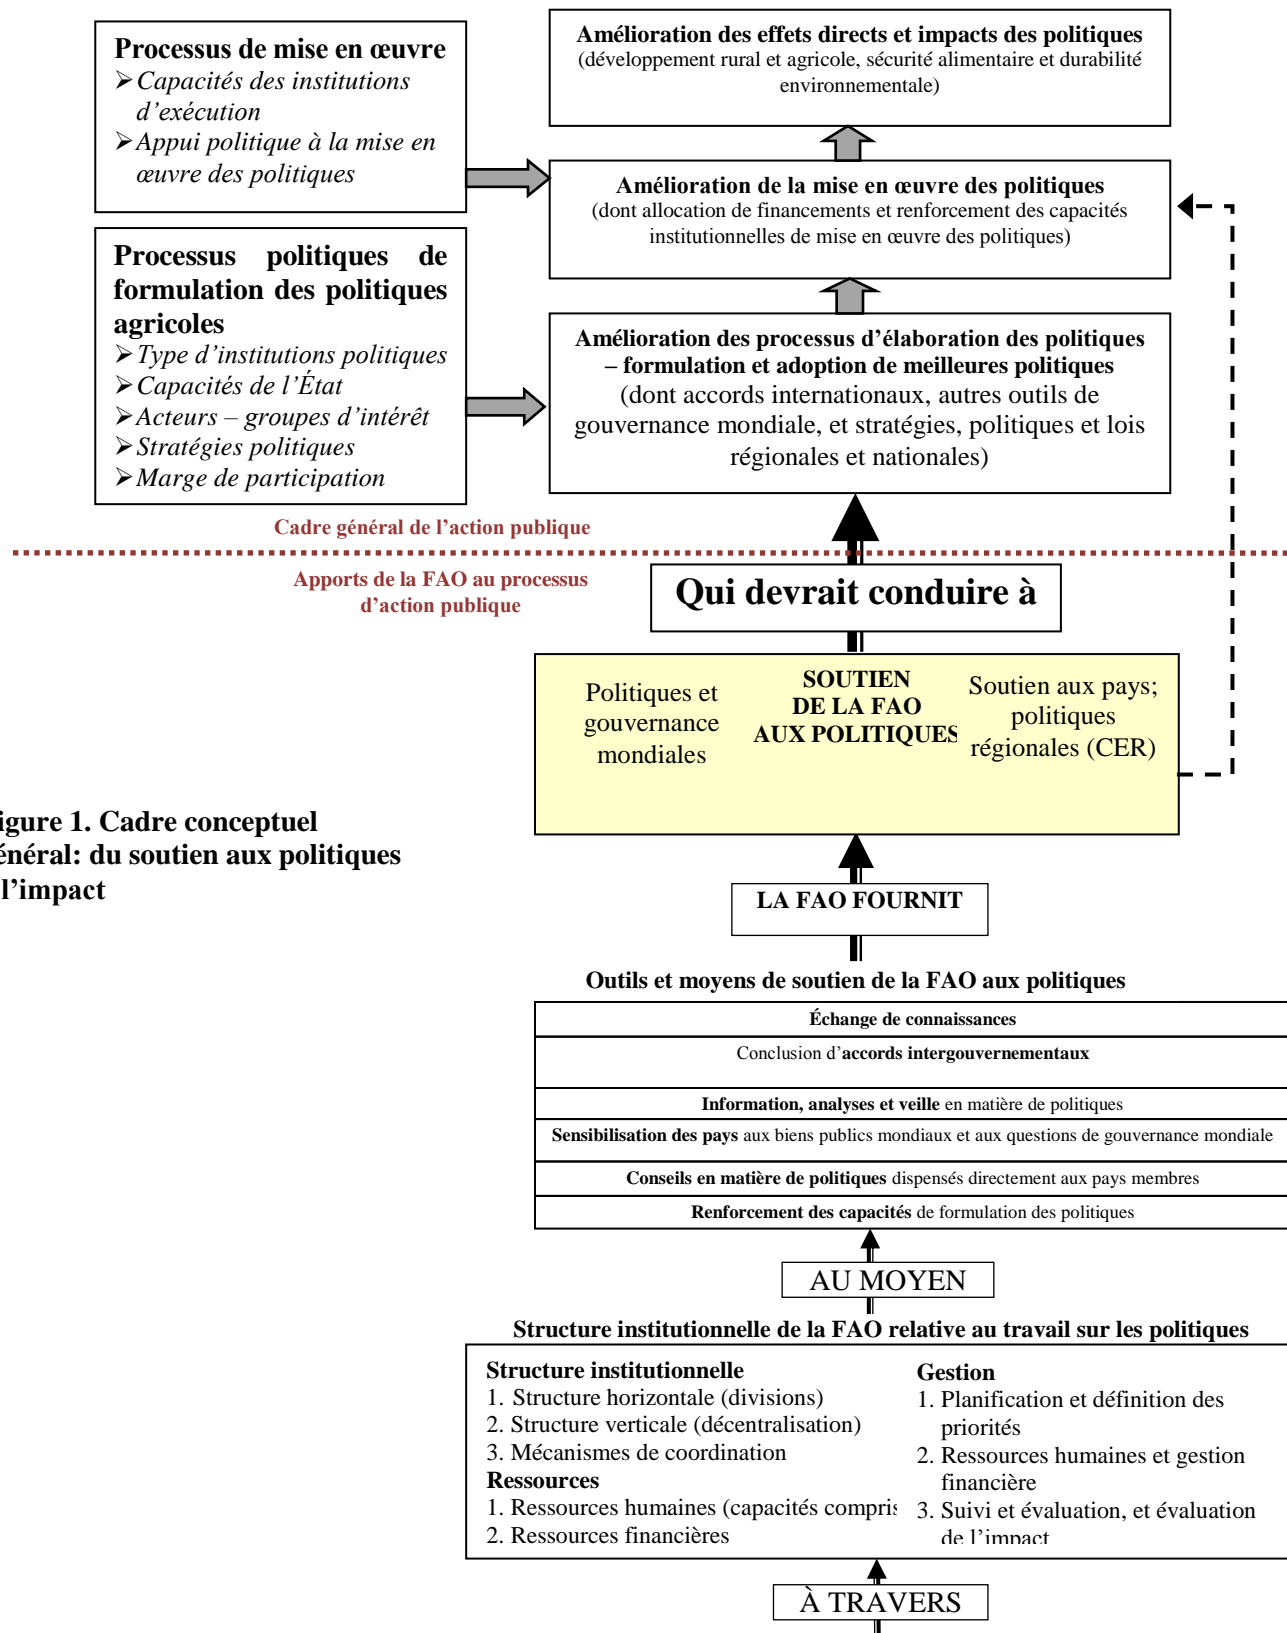 Processus de mise en œuvre
➢ Capacités des institutions
d’exécution
➢ Appui politique à la mise en
œuvre des politiques
Amélioration des effets directs et impacts des politiques
(développement rural et agricole, sécurité alimentaire et durabilité
environnementale)
Amélioration de la mise en œuvre des politiques
(dont allocation de financements et renforcement des capacités
institutionnelles de mise en œuvre des politiques)
Processus politiques de
formulation des politiques
agricoles
➢ Type d’institutions politiques
➢ Capacités de l’État
➢ Acteurs – groupes d’intérêt
➢ Stratégies politiques
➢ Marge de participation
Amélioration des processus d’élaboration des politiques
– formulation et adoption de meilleures politiques
(dont accords internationaux, autres outils de
gouvernance mondiale, et stratégies, politiques et lois
régionales et nationales)
Cadre général de l’action publique
Apports de la FAO au processus
d’action publique
Qui devrait conduire à
Politiques et
gouvernance
mondiales
SOUTIEN
DE LA FAO
AUX POLITIQUES
Soutien aux pays;
politiques
régionales (CER)
igure 1. Cadre conceptuel
énéral: du soutien aux politiques
l’impact
LA FAO FOURNIT
Outils et moyens de soutien de la FAO aux politiques
Échange de connaissances
Conclusion d’accords intergouvernementaux
Information, analyses et veille en matière de politiques
Sensibilisation des pays aux biens publics mondiaux et aux questions de gouvernance mondiale
Conseils en matière de politiques dispensés directement aux pays membres
Renforcement des capacités de formulation des politiques
AU MOYEN
Structure institutionnelle de la FAO relative au travail sur les politiques
Structure institutionnelle
1. Structure horizontale (divisions)
2. Structure verticale (décentralisation)
3. Mécanismes de coordination
Ressources
1. Ressources humaines (capacités compris
2. Ressources financières
Gestion
1. Planification et définition des
priorités
2. Ressources humaines et gestion
financière
3. Suivi et évaluation, et évaluation
de l’impact
À TRAVERS